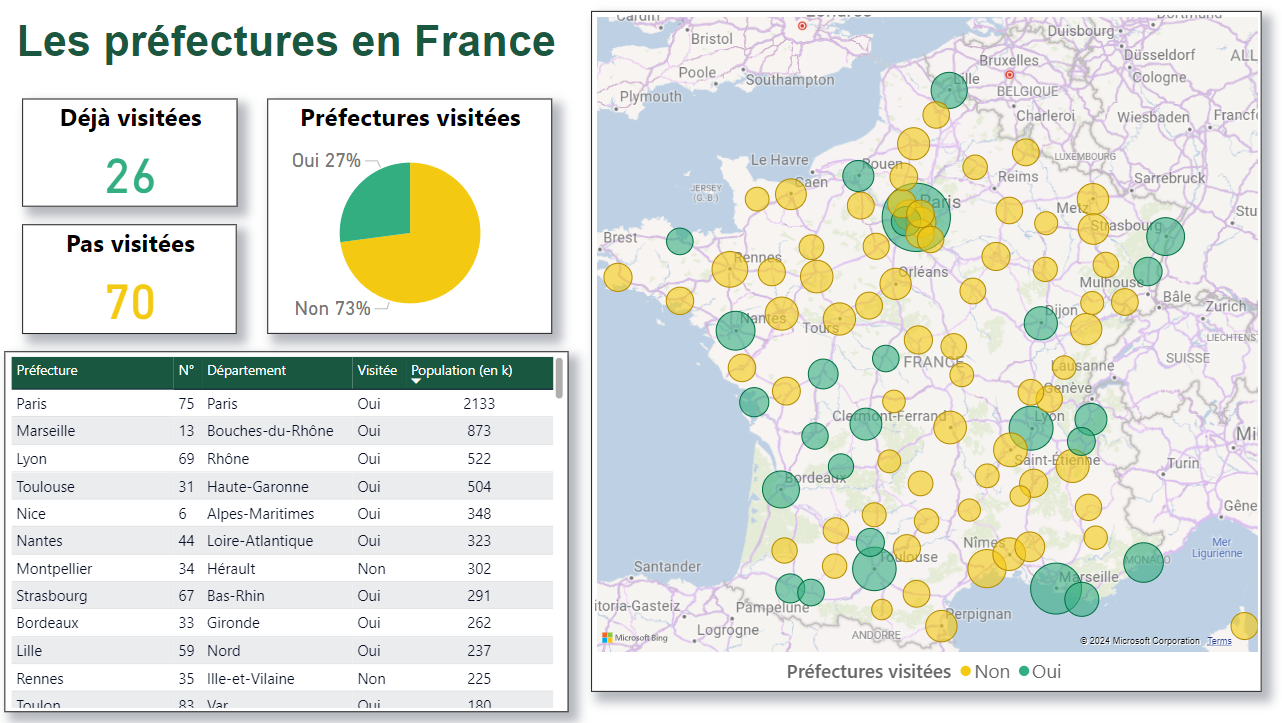 Les préfectures en France
Déjà visitées
26
Pas visitées
70
Préfectures visitées
Oui 27%
Non 73%
Préfecture N° Département Visitée Population (en k)
Paris 75 Paris Oui 2133
Marseille 13 Bouches-du-Rhône Oui 873
Lyon 69 Rhône Oui 522
Toulouse 31 Haute-Garonne Oui 504
Nice 6 Alpes-Maritimes Oui 348
Nantes 44 Loire-Atlantique Oui 323
Montpellier 34 Hérault Non 302
Strasbourg 67 Bas-Rhin Oui 291
Bordeaux 33 Gironde Oui 262
Lille 59 Nord Oui 237
Rennes 35 Ille-et-Vilaine Non 225
Toulon 83 Var Oui 180
Cardiff
Londres
Dortmund
Bristol
Duisbourg
Bruxelles
Düsseldorf
ALL
Poole
Southampton
Lille
Cologne
Plymouth
BELGIQUE
Charleroi
Wiesbaden
Francfo
Le Havre
Rouen
LUXEMBOURG
Caen
Reims
Sarrebruck
JERSEY
(G.B.)
Paris
Metz
Stu
Brest
Strasbourg
Rennes
Orléans
Mulhouse
Bâle
Zurich
Nantes
Tours
Dijon
LIECHTENST
FRANCE
Lausanne
SUISSE
Genève
Clermont-Ferrand
Lyon
Mi
Saint-Étienne
Turin
Bordeaux
Gêne
Nîmes
Mer
Ligurienne
Santander
Toulouse
MONACO
Marseille
itoria-Gasteiz
Pampelune
Perpignan
Logrogne
ANDORRE
Microsoft Bing
© 2024 Microsoft Corporation Terms
Préfectures visitées Non Oui